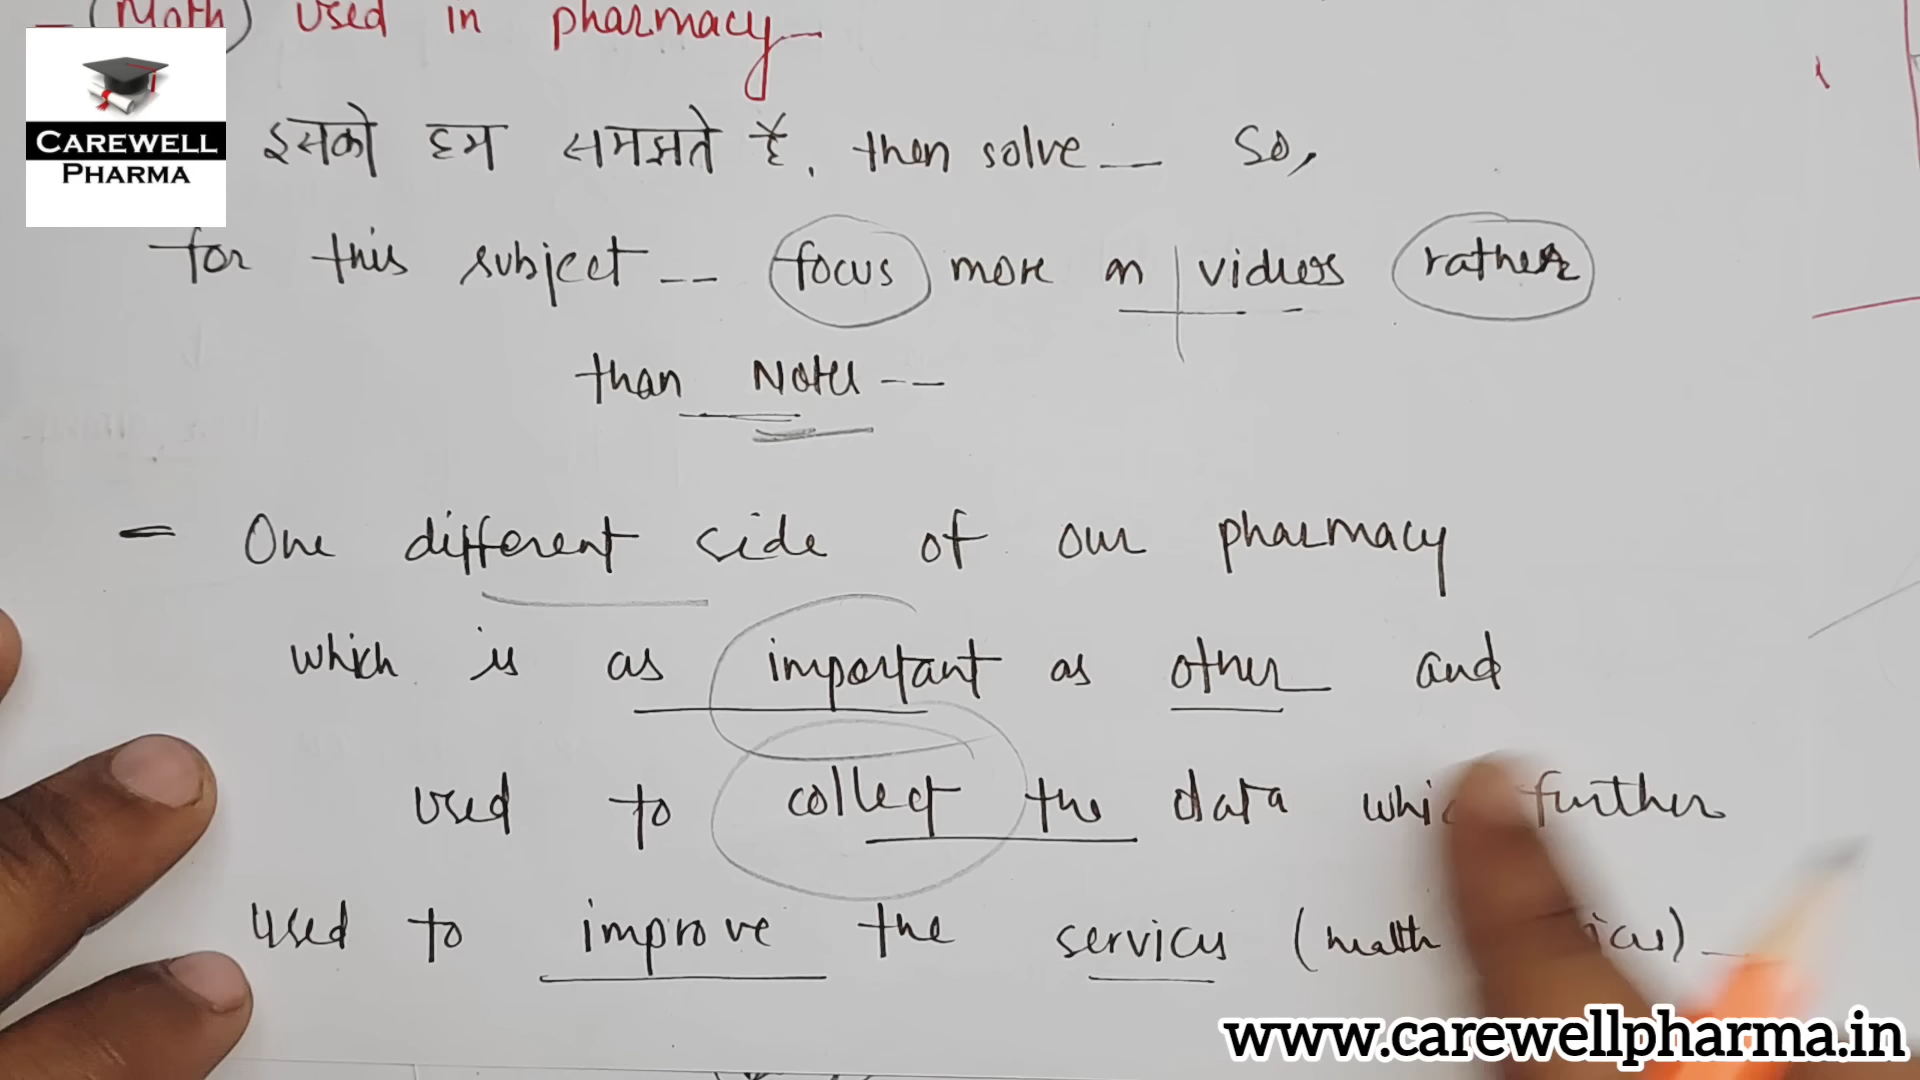 (Math) used in pharmacy
CAREWELL
PHARMA
इसको हम समझते है, then solve -- So,
for this subject -- focus more on videos rather
than Notes --
= One different side of our pharmacy
which is as important as other and
used to collect the data further
used to improve the services (health
www.carewellpharma.in